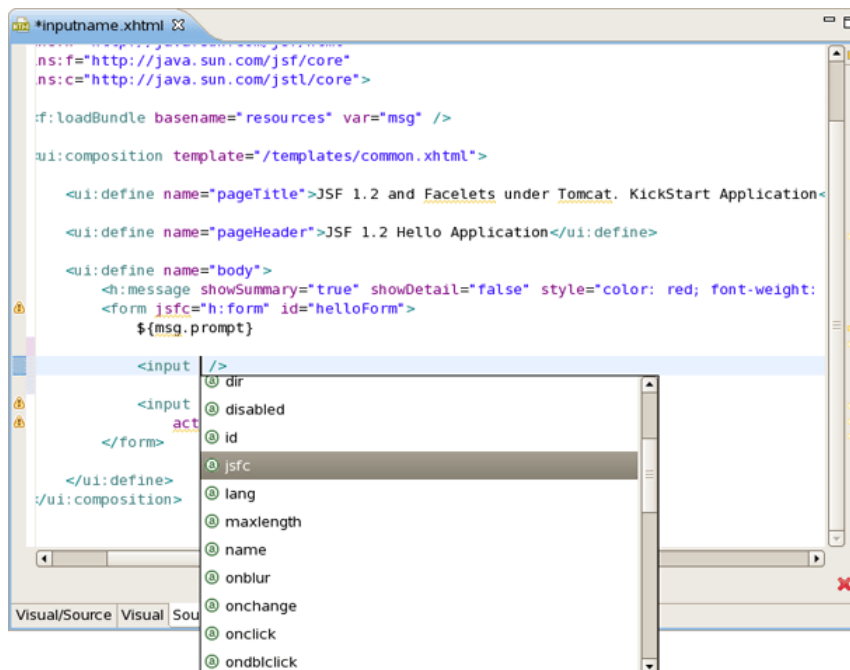 *inputname.xhtml
ns:f="http://java.sun.com/jsf/core"
ns:c="http://java.sun.com/jstl/core">
f:loadBundle basename="resources" var="msg" />
ui:composition template="/templates/common.xhtml">
<ui:define name="pageTitle">JSF 1.2 and Facelets under Tomcat. KickStart Application<
<ui:define name="pageHeader">JSF 1.2 Hello Application</ui:define>
<ui:define name="body">
<h:message showSummary="true" showDetail="false" style="color: red; font-weight:
<form jsfc="h:form" id="helloForm">
${msg.prompt}
<input />
dir
disabled
<input
id
act
</form>
jsfc
</ui:define>
lang
/ui:composition>
maxlength
name
onblur
onchange
Visual/Source Visual Sou
onclick
ondblclick